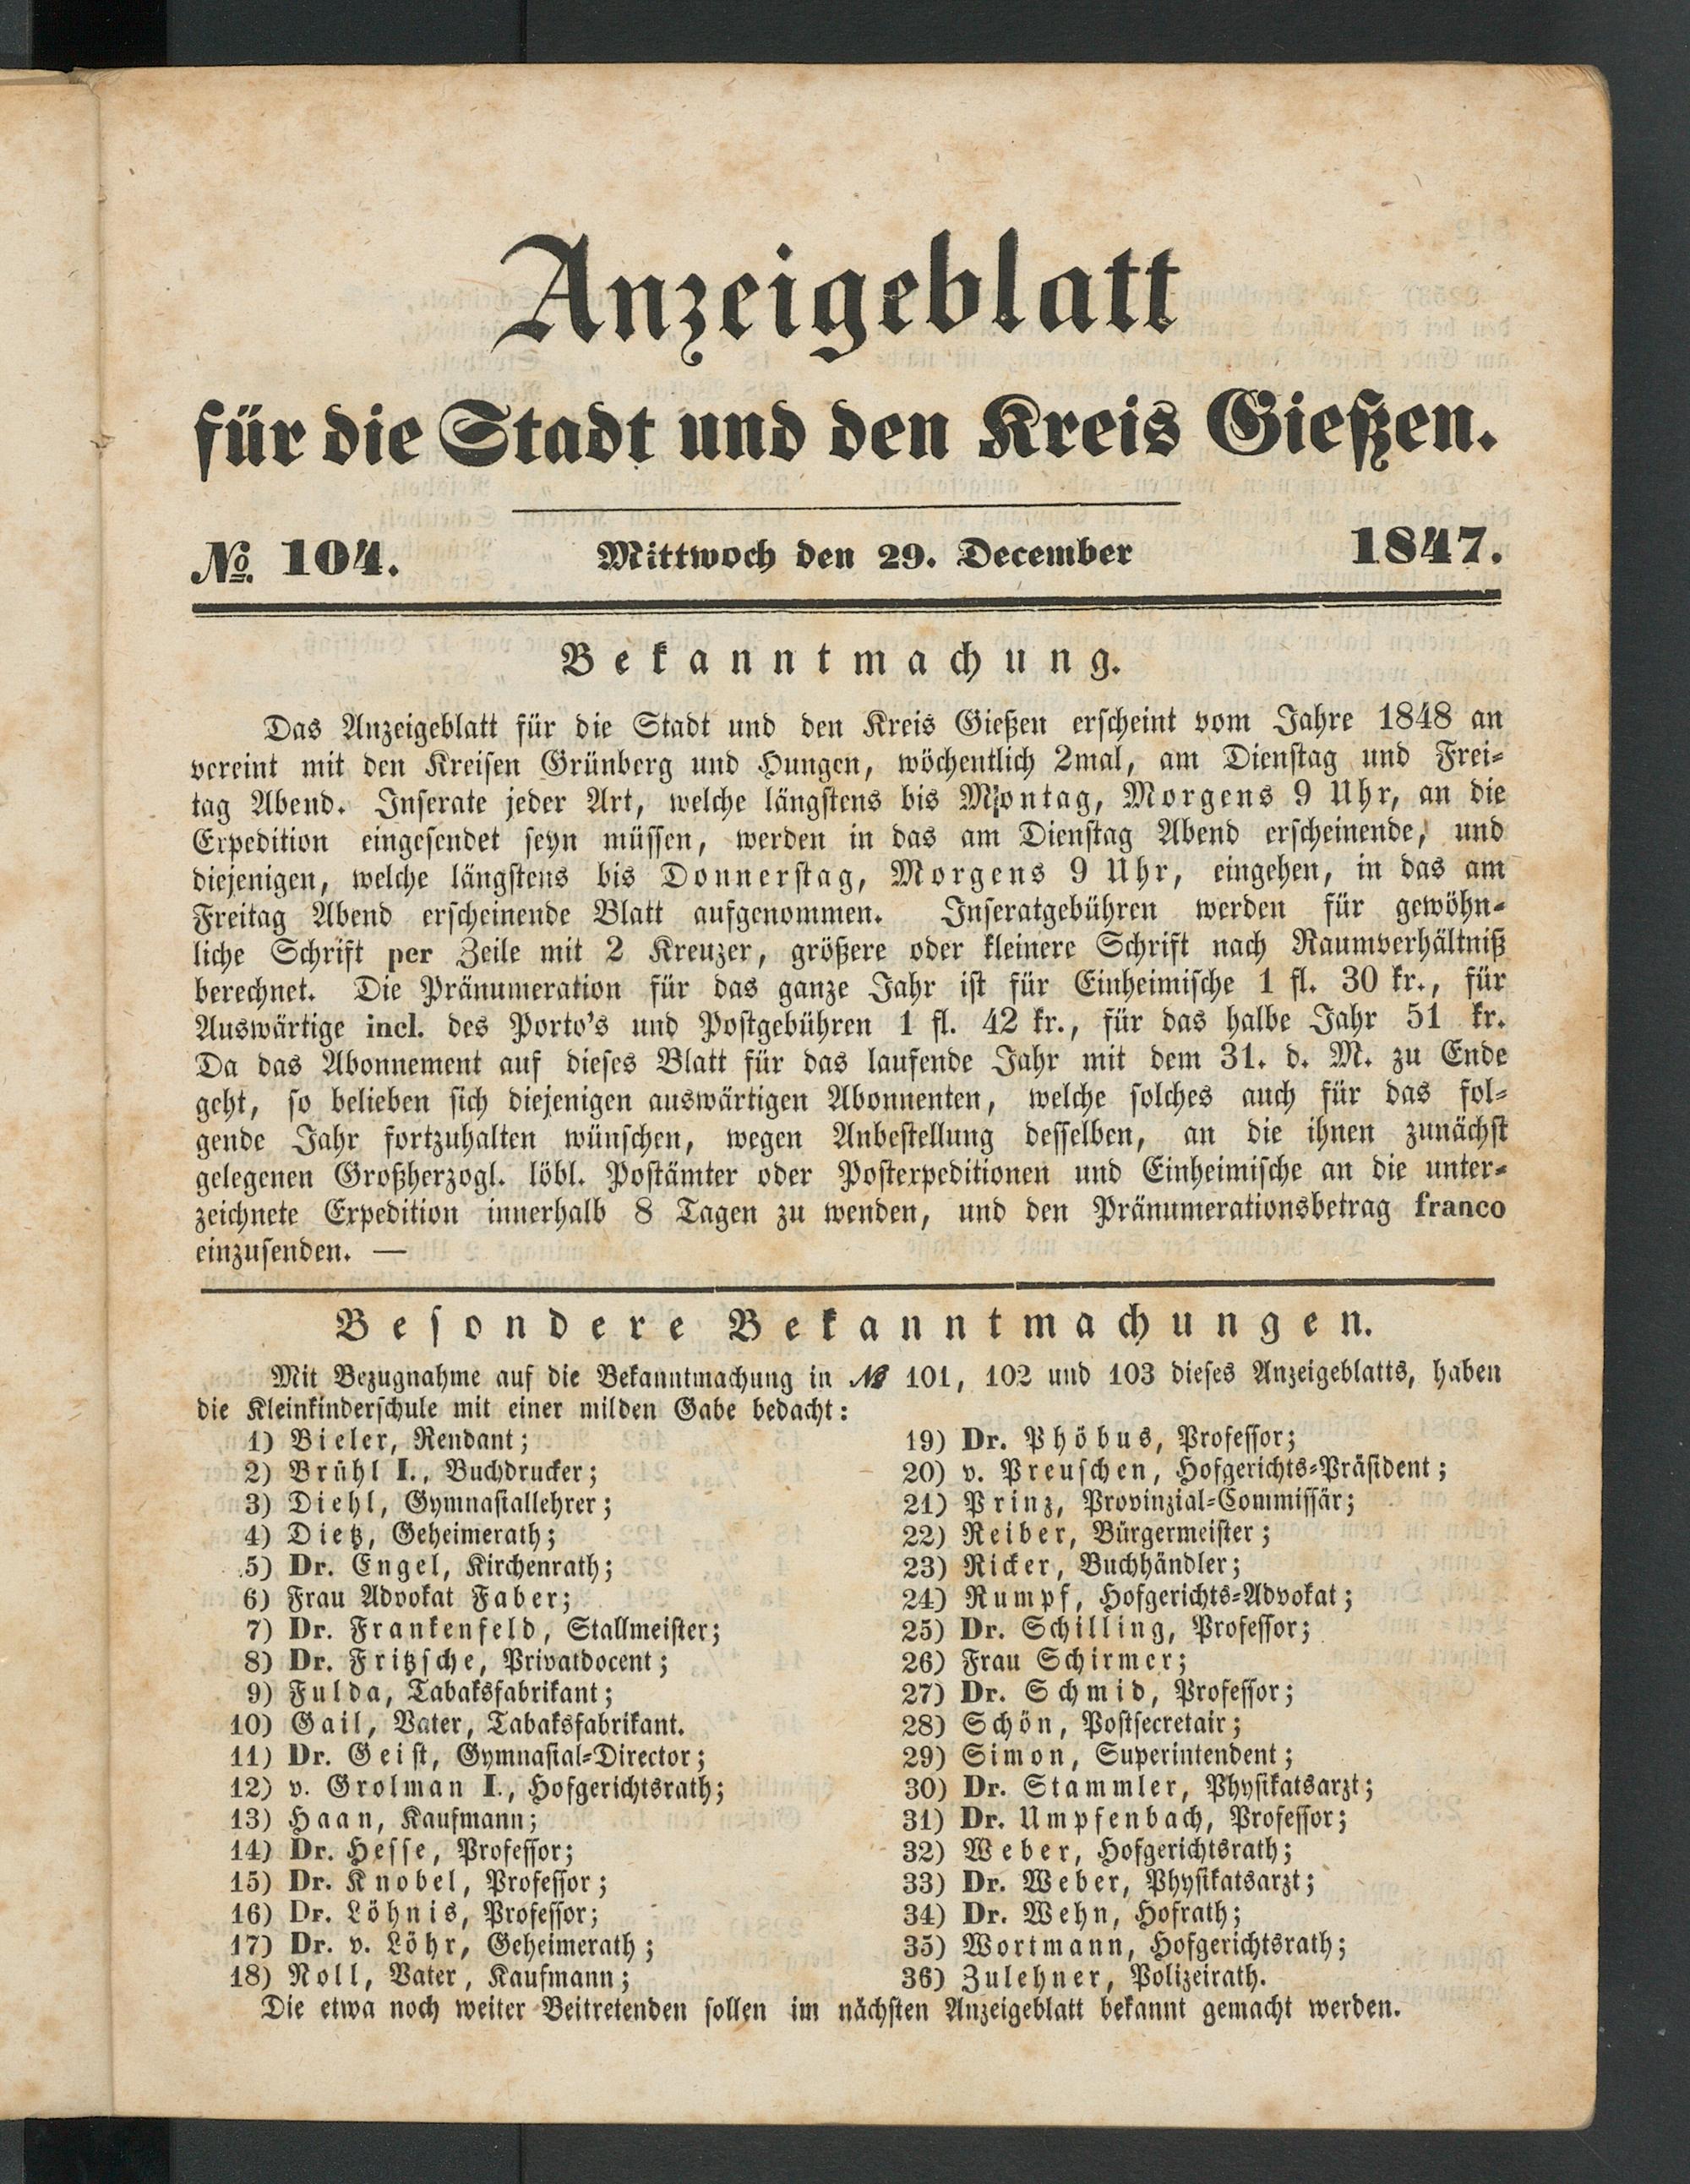 Anzeigeblatt
für die Stadt und den Kreis Gießen.
No. 104. Mittwoch den 29. December 1847.
Bekanntmachung.
Das Anzeigeblatt für die Stadt und den Kreis Gießen erscheint vom Jahre 1848 an
vereint mit den Kreisen Grünberg und Hungen, wöchentlich 2mal, am Dienstag und Frei-
tag Abend. Inserate jeder Art, welche längstens bis Montag, Morgens 9 Uhr, an die
Expedition eingesendet seyn müssen, werden in das am Dienstag Abend erscheinende, und
diejenigen, welche längstens bis Donnerstag, Morgens 9 Uhr, eingehen, in das am
Freitag Abend erscheinende Blatt aufgenommen. Inseratgebühren werden für gewöhn-
liche Schrift per Zeile mit 2 Kreuzer, größere oder kleinere Schrift nach Raumverhältniß
berechnet. Die Pränumeration für das ganze Jahr ist für Einheimische 1 fl. 30 kr., für
Auswärtige incl. des Porto's und Postgebühren 1 fl. 42 kr., für das halbe Jahr 51 kr.
Da das Abonnement auf dieses Blatt für das laufende Jahr mit dem 31. d. M. zu Ende
geht, so belieben sich diejenigen auswärtigen Abonnenten, welche solches auch für das fol-
gende Jahr fortzuhalten wünschen, wegen Anbestellung desselben, an die ihnen zunächst
gelegenen Großherzogl. löbl. Postämter oder Postexpeditionen und Einheimische an die unter-
zeichnete Expedition innerhalb 8 Tagen zu wenden, und den Pränumerationsbetrag franco
einzusenden. —
Besondere Bekanntmachungen.
Mit Bezugnahme auf die Bekanntmachung in № 101, 102 und 103 dieses Anzeigeblatts, haben
die Kleinkinderschule mit einer milden Gabe bedacht:
1) Bieler, Rendant;
2) Brühl I., Buchdrucker;
3) Diehl, Gymnasiallehrer;
4) Dietz, Geheimerath;
5) Dr. Engel, Kirchenrath;
6) Frau Advokat Faber;
7) Dr. Frankenfeld, Stallmeister;
8) Dr. Fritzsche, Privatdocent;
9) Fulda, Tabaksfabrikant;
10) Gail, Vater, Tabaksfabrikant.
11) Dr. Geist, Gymnasial-Director;
12) v. Grolman I., Hofgerichtsrath;
13) Haan, Kaufmann;
14) Dr. Hesse, Professor;
15) Dr. Knobel, Professor;
16) Dr. Löhnis, Professor;
17) Dr. v. Löhr, Geheimerath;
18) Noll, Vater, Kaufmann;
19) Dr. Phöbus, Professor;
20) v. Preuschen, Hofgerichts-Präsident;
21) Prinz, Provinzial-Commissär;
22) Reiber, Bürgermeister;
23) Ricker, Buchhändler;
24) Rumpf, Hofgerichts-Advokat;
25) Dr. Schilling, Professor;
26) Frau Schirmer;
27) Dr. Schmid, Professor;
28) Schön, Postsecretair;
29) Simon, Superintendent;
30) Dr. Stammler, Physikatsarzt;
31) Dr. Umpfenbach, Professor;
32) Weber, Hofgerichtsrath;
33) Dr. Weber, Physikatsarzt;
34) Dr. Wehn, Hofrath;
35) Wortmann, Hofgerichtsrath;
36) Zulehner, Polizeirath.
Die etwa noch weiter Beitretenden sollen im nächsten Anzeigeblatt bekannt gemacht werden.